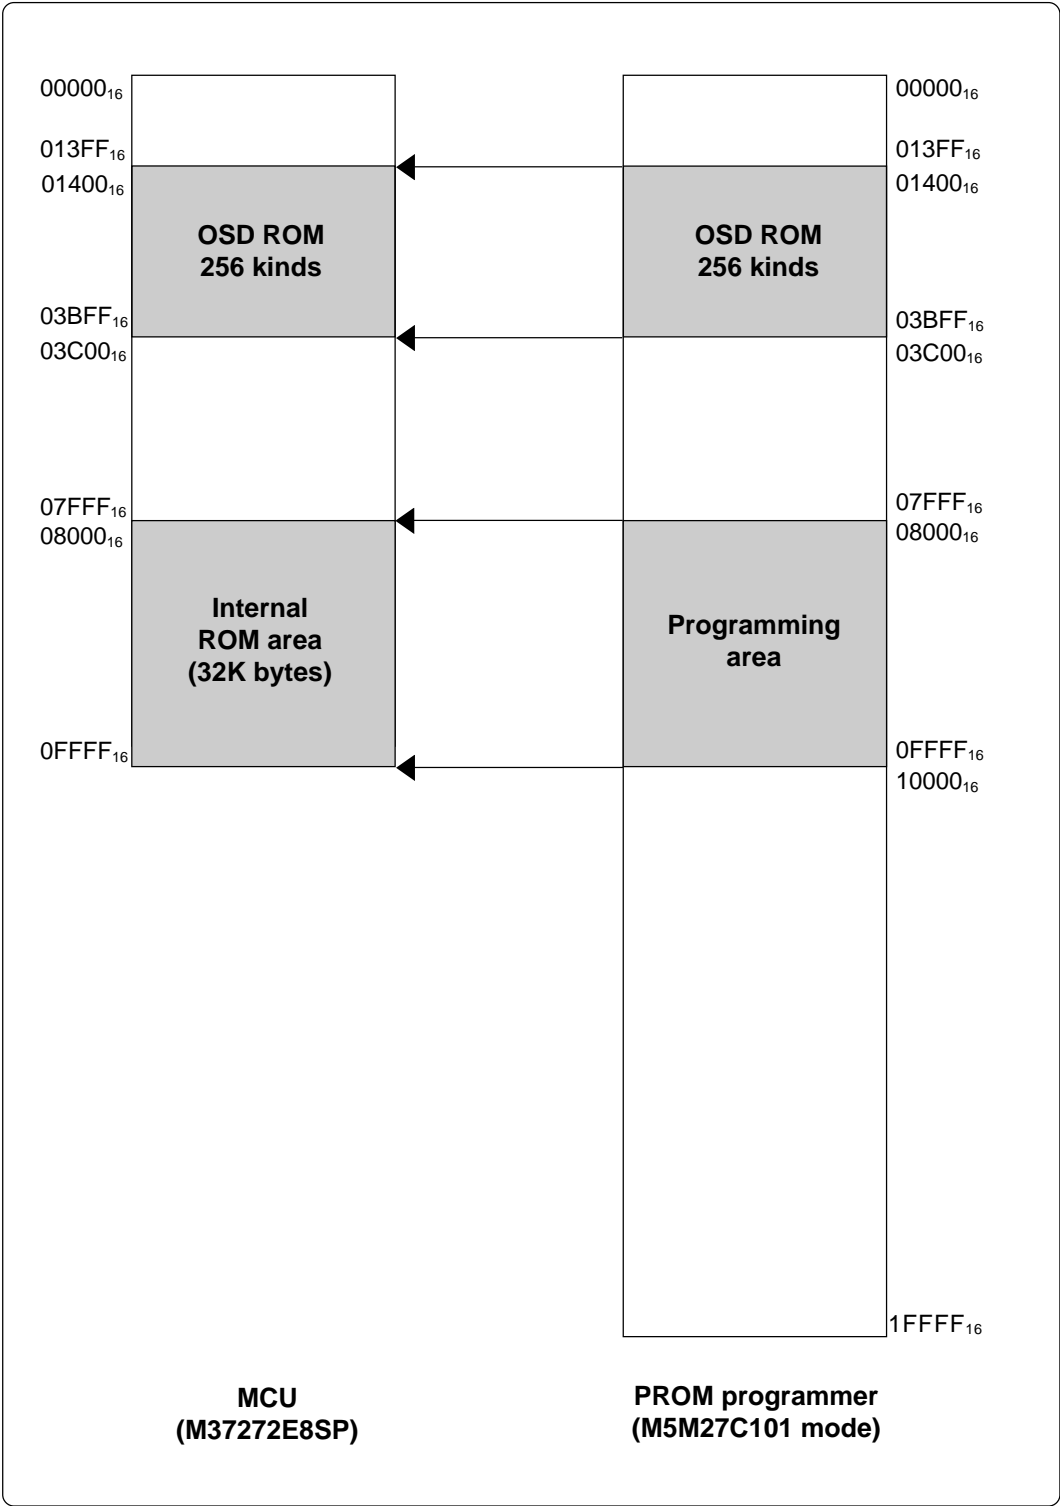 00000₁₆
013FF₁₆
01400₁₆
OSD ROM
256 kinds
03BFF₁₆
03C00₁₆
07FFF₁₆
08000₁₆
Internal
ROM area
(32K bytes)
0FFFF₁₆
MCU
(M37272E8SP)
00000₁₆
013FF₁₆
01400₁₆
OSD ROM
256 kinds
03BFF₁₆
03C00₁₆
07FFF₁₆
08000₁₆
Programming
area
0FFFF₁₆
10000₁₆
1FFFF₁₆
PROM programmer
(M5M27C101 mode)